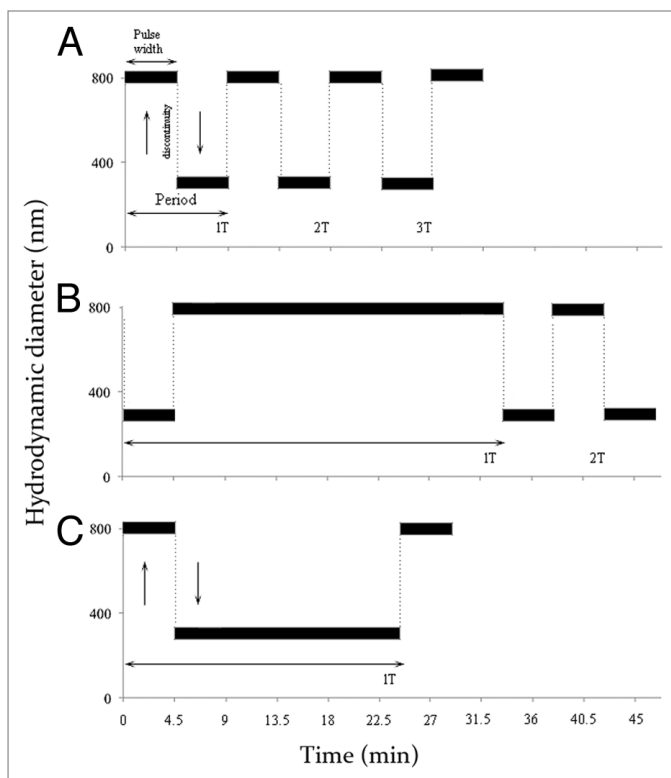 A
Pulse
width
800
discontinuity
400
Period
1T
2T
3T
0
B
800
400
1T
2T
0
C
800
400
1T
0
0 4.5 9 13.5 18 22.5 27 31.5 36 40.5 45
Time (min)
Hydrodynamic diameter (nm)